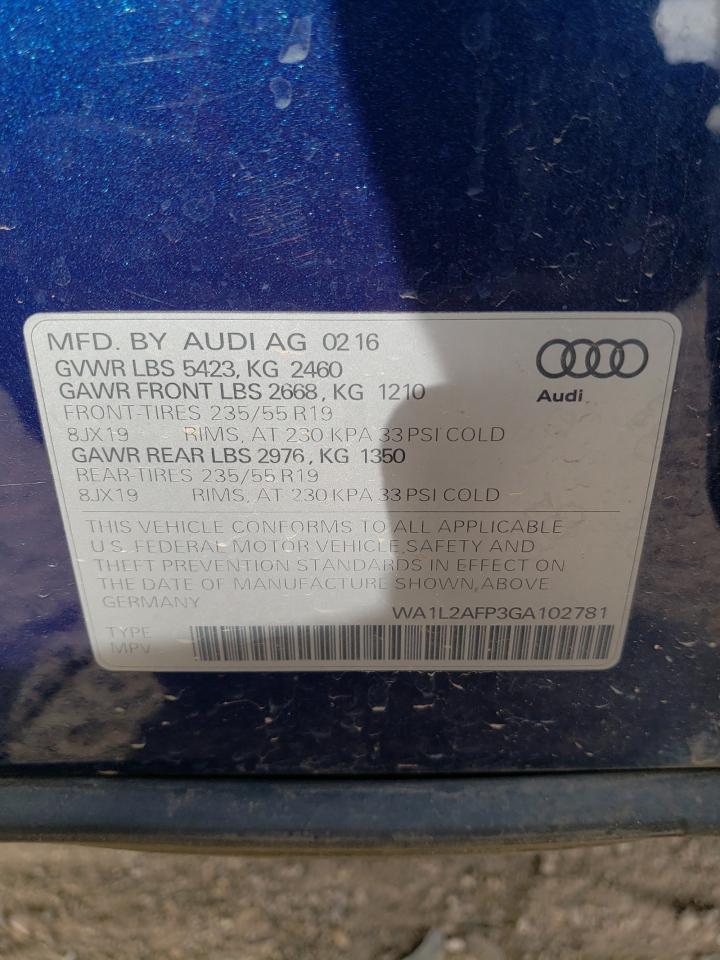 MFD. BY AUDI AG 02 16
GVWR LBS 5423, KG 2460
GAWR FRONT LBS 2668, KG 1210
FRONT-TIRES 235/55 R19
8JX19 RIMS, AT 230 KPA 33 PSI COLD
GAWR REAR LBS 2976, KG 1350
REAR-TIRES 235/55 R19
8JX19 RIMS, AT 230 KPA 33 PSI COLD
Audi
THIS VEHICLE CONFORMS TO ALL APPLICABLE
U.S. FEDERAL MOTOR VEHICLE SAFETY AND
THEFT PREVENTION STANDARDS IN EFFECT ON
THE DATE OF MANUFACTURE SHOWN ABOVE
GERMANY
WA1L2AFP3GA102781
TYPE
MPV